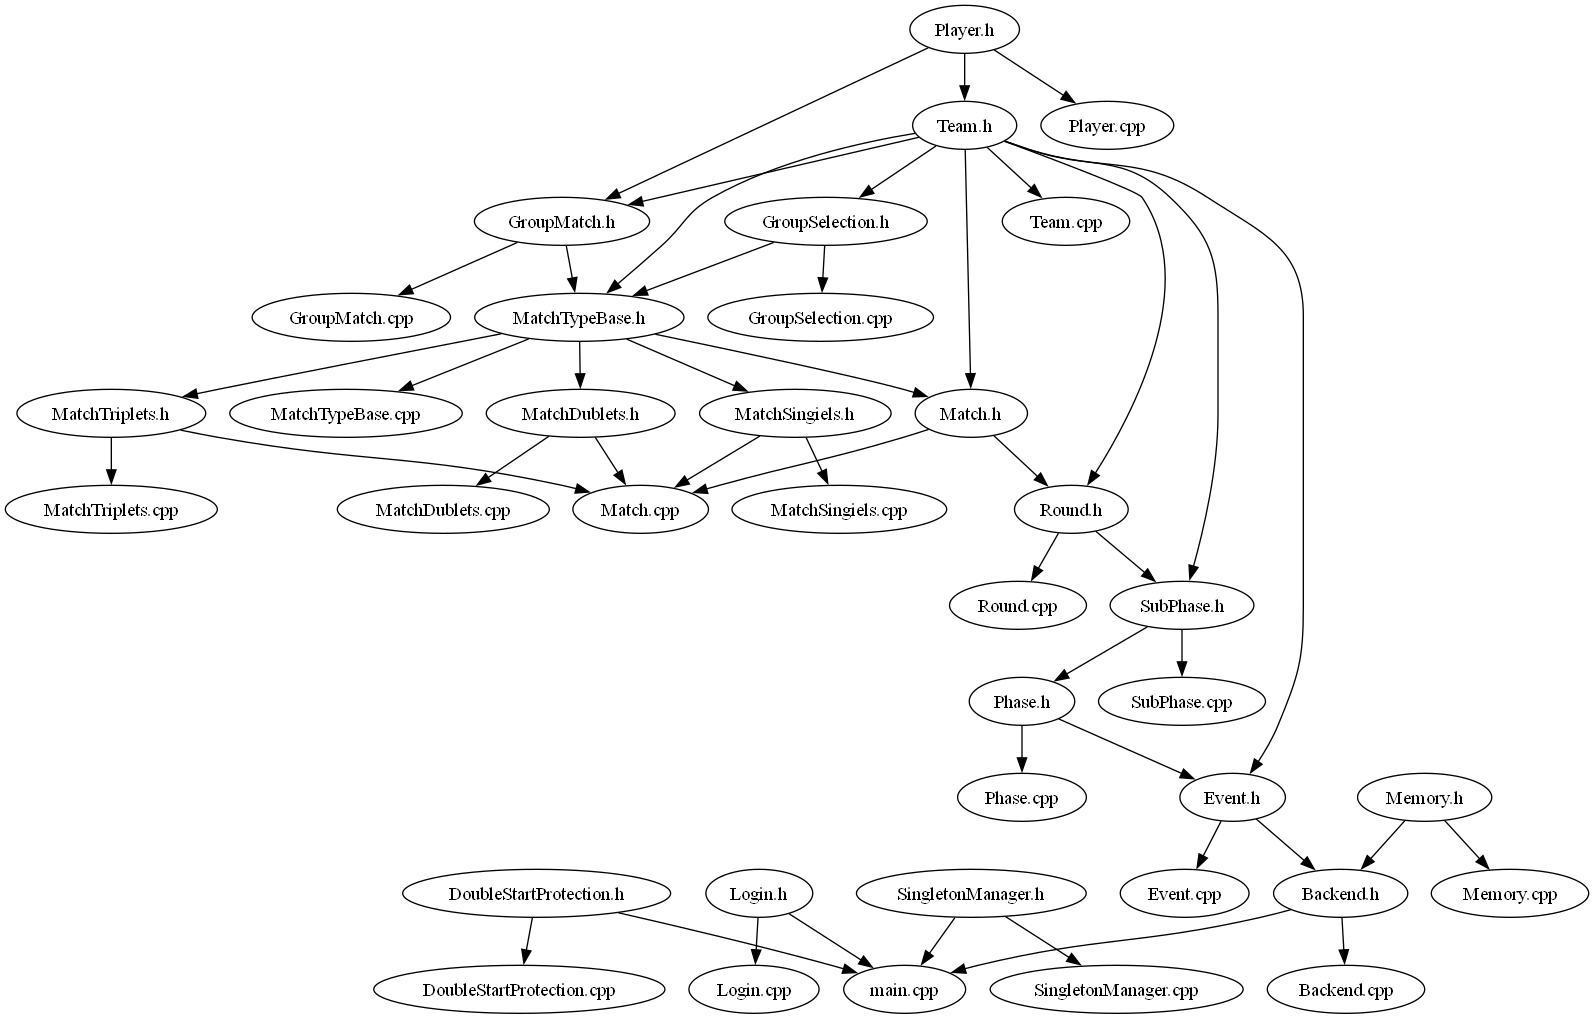 Player.h
Team.h
Player.cpp
GroupMatch.h
GroupSelection.h
Team.cpp
GroupMatch.cpp
MatchTypeBase.h
GroupSelection.cpp
MatchTriplets.h
MatchTypeBase.cpp
MatchDublets.h
MatchSingiels.h
Match.h
MatchTriplets.cpp
MatchDublets.cpp
Match.cpp
MatchSingiels.cpp
Round.h
Round.cpp
SubPhase.h
Phase.h
SubPhase.cpp
Phase.cpp
Event.h
Memory.h
DoubleStartProtection.h
Login.h
SingletonManager.h
Event.cpp
Backend.h
Memory.cpp
DoubleStartProtection.cpp
Login.cpp
main.cpp
SingletonManager.cpp
Backend.cpp